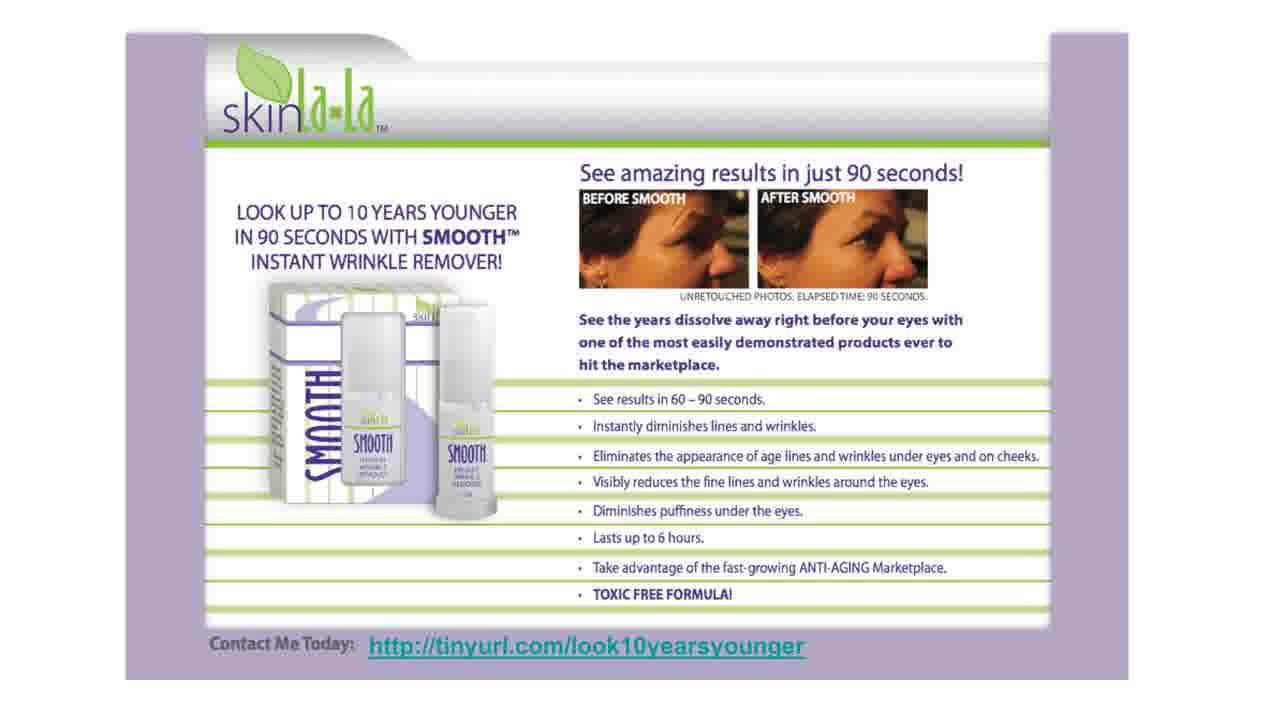 skin la-la™
LOOK UP TO 10 YEARS YOUNGER
IN 90 SECONDS WITH SMOOTH™
INSTANT WRINKLE REMOVER!
SMOOTH
SMOOTH
INSTANT
WRINKLE
REMOVER
SMOOTH
INSTANT
WRINKLE
REMOVER
See amazing results in just 90 seconds!
BEFORE SMOOTH
AFTER SMOOTH
UNRETOUCHED PHOTOS; ELAPSED TIME: 90 SECONDS.
See the years dissolve away right before your eyes with
one of the most easily demonstrated products ever to
hit the marketplace.
• See results in 60 – 90 seconds.
• Instantly diminishes lines and wrinkles.
• Eliminates the appearance of age lines and wrinkles under eyes and on cheeks.
• Visibly reduces the fine lines and wrinkles around the eyes.
• Diminishes puffiness under the eyes.
• Lasts up to 6 hours.
• Take advantage of the fast-growing ANTI-AGING Marketplace.
• TOXIC FREE FORMULA!
Contact Me Today: http://tinyurl.com/look10yearsyounger